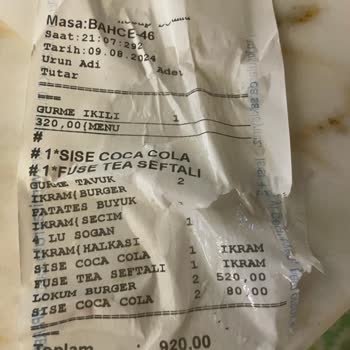 Masa:BAHCE-46
Saat:21:07:292
Tarih:09.08.2024
Urun Adi Adet
Tutar
GURME IKILI 1
320,00{MENU
#
# 1*SISE COCA COLA
# 1*FUSE TEA SEFTALI
GURME TAVUK 2
IKRAM{BURGER
PATATES BUYUK
IKRAM{SECIM 1
4 LU SOGAN
IKRAM{HALKASI 1
SISE COCA COLA 1 IKRAM
FUSE TEA SEFTALI 1 IKRAM
LOKUM BURGER 2 520,00
SISE COCA COLA 2 80,00
Toplam : 920,00